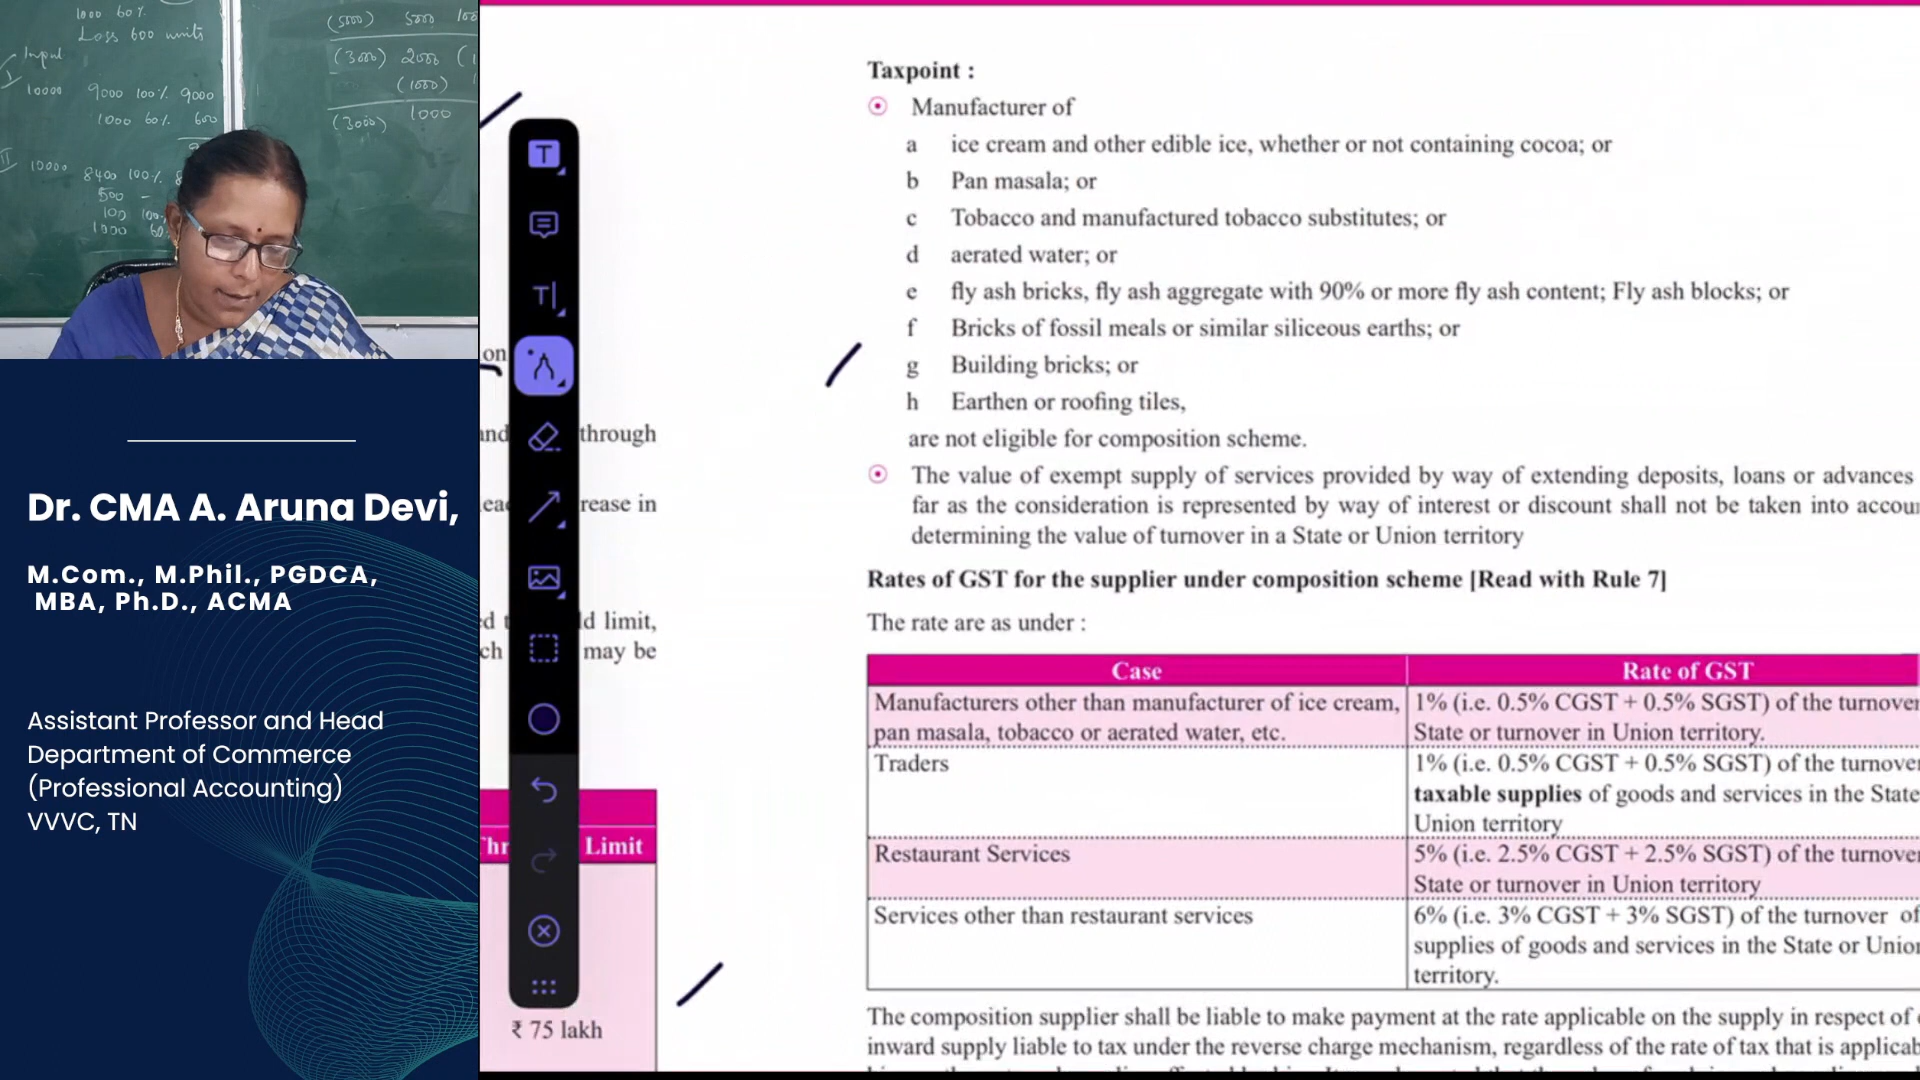 1000 60%
Loss 600 units
Input
10000 9000 100% 9000
1000 60% 600
II 10000 8400 100%
500 -
100
1000
(5000) 5000
(3000) 2000
(1000)
(3000) 1000
Dr. CMA A. Aruna Devi,
M.Com., M.Phil., PGDCA,
MBA, Ph.D., ACMA
Assistant Professor and Head
Department of Commerce
(Professional Accounting)
VVVC, TN
on
through
rease in
ld limit,
ch may be
Limit
₹ 75 lakh
Taxpoint :
Manufacturer of
a ice cream and other edible ice, whether or not containing cocoa; or
b Pan masala; or
c Tobacco and manufactured tobacco substitutes; or
d aerated water; or
e fly ash bricks, fly ash aggregate with 90% or more fly ash content; Fly ash blocks; or
f Bricks of fossil meals or similar siliceous earths; or
g Building bricks; or
h Earthen or roofing tiles,
are not eligible for composition scheme.
The value of exempt supply of services provided by way of extending deposits, loans or advances
far as the consideration is represented by way of interest or discount shall not be taken into accou
determining the value of turnover in a State or Union territory
Rates of GST for the supplier under composition scheme [Read with Rule 7]
The rate are as under :
Case Rate of GST
Manufacturers other than manufacturer of ice cream, 1% (i.e. 0.5% CGST + 0.5% SGST) of the turnover
pan masala, tobacco or aerated water, etc. State or turnover in Union territory.
Traders 1% (i.e. 0.5% CGST + 0.5% SGST) of the turnover
taxable supplies of goods and services in the State
Union territory
Restaurant Services 5% (i.e. 2.5% CGST + 2.5% SGST) of the turnover
State or turnover in Union territory
Services other than restaurant services 6% (i.e. 3% CGST + 3% SGST) of the turnover of
supplies of goods and services in the State or Union
territory.
The composition supplier shall be liable to make payment at the rate applicable on the supply in respect of
inward supply liable to tax under the reverse charge mechanism, regardless of the rate of tax that is applicab